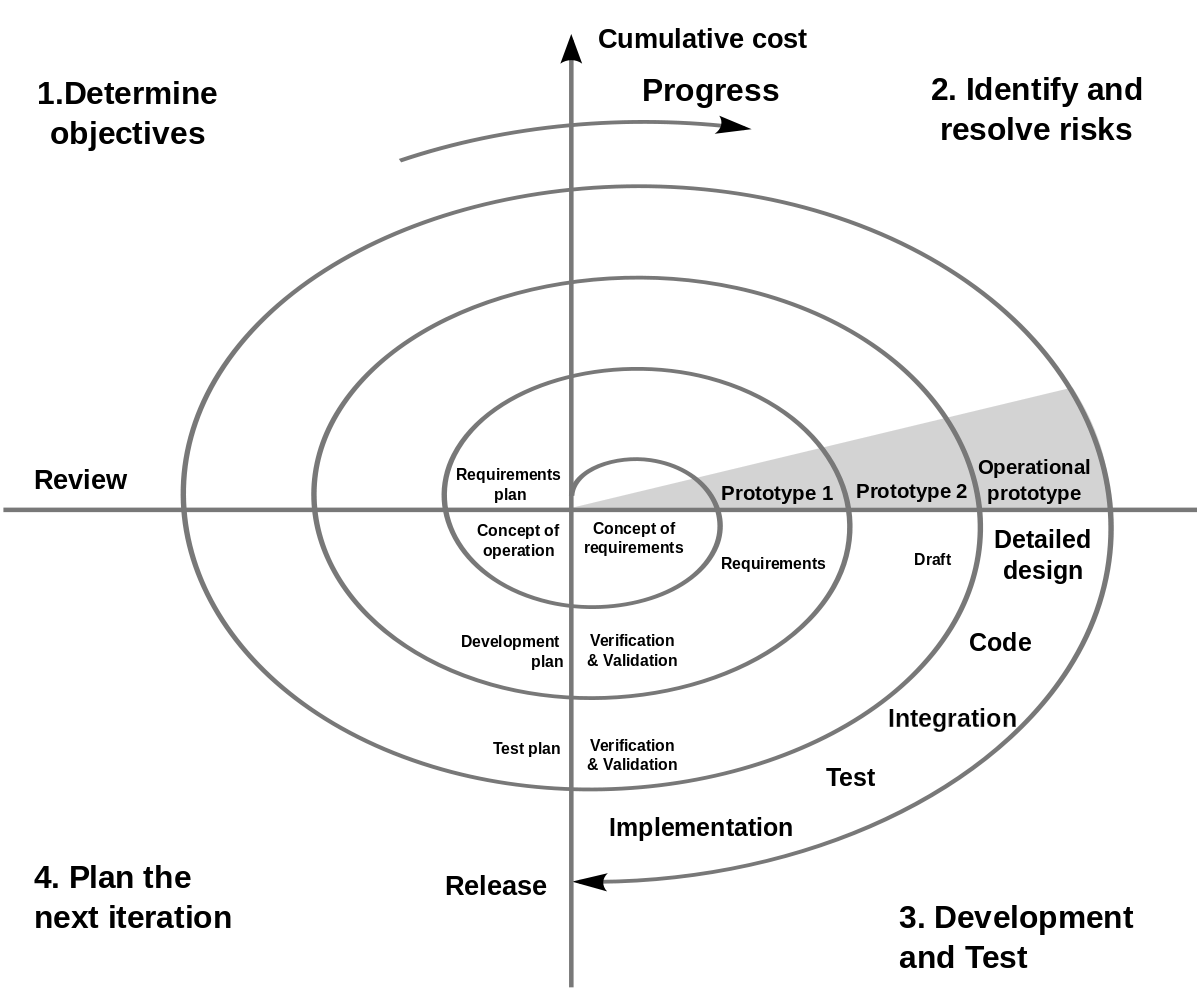 Cumulative cost
Progress
1.Determine
objectives
2. Identify and
resolve risks
Review
Requirements
plan
Concept of
operation
Concept of
requirements
Prototype 1
Prototype 2
Operational
prototype
Requirements
Draft
Detailed
design
Development
plan
Verification
& Validation
Code
Integration
Test plan
Verification
& Validation
Test
Implementation
Release
4. Plan the
next iteration
3. Development
and Test